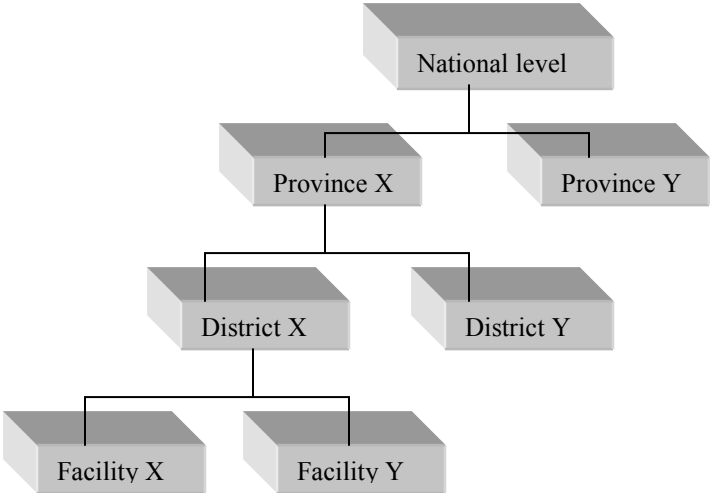 National level
Province X
Province Y
District X
District Y
Facility X
Facility Y